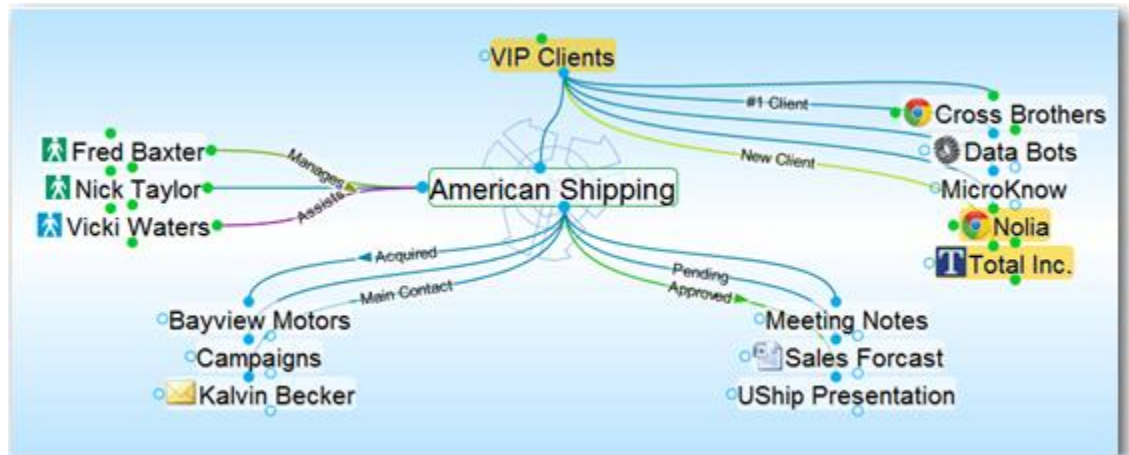 VIP Clients
#1 Client
Cross Brothers
Data Bots
New Client
MicroKnow
Nolia
Total Inc.
Fred Baxter
Manages
Nick Taylor
Assists
Vicki Waters
American Shipping
Acquired
Main Contact
Pending
Approved
Bayview Motors
Campaigns
Kalvin Becker
Meeting Notes
Sales Forcast
UShip Presentation